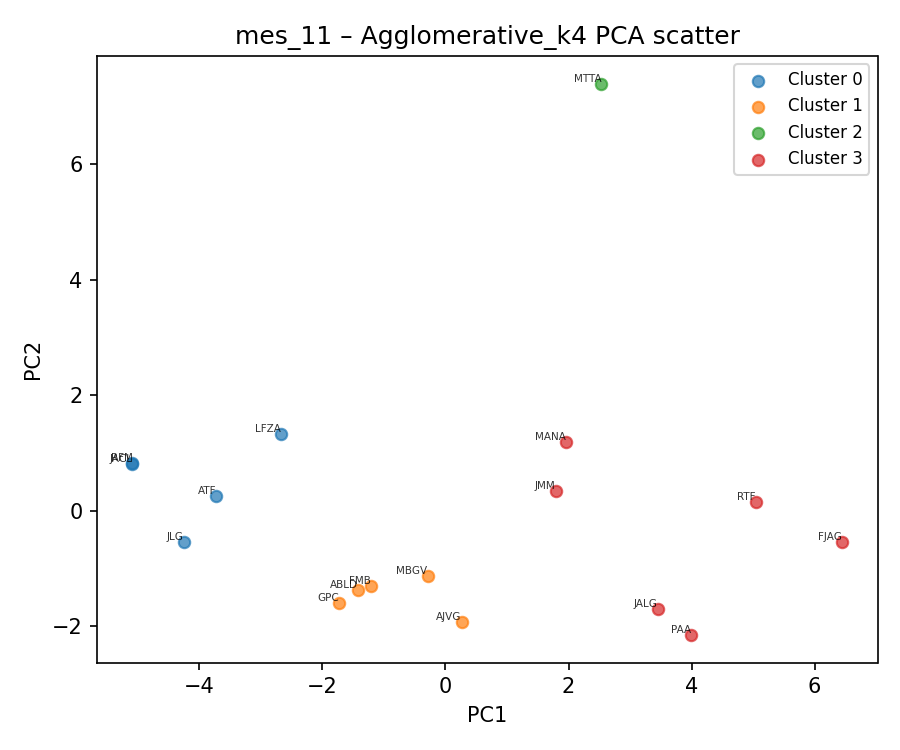 mes_11 – Agglomerative_k4 PCA scatter
MTTA
Cluster 0
Cluster 1
Cluster 2
Cluster 3
6
4
2
0
−2
PC2
LFZA
ATF
JLG
MANA
JMM
RTF
FJAG
MBGV
FMB
ABLD
GPC
AJVG
JALG
PAA
−4
−2
0
2
4
6
PC1